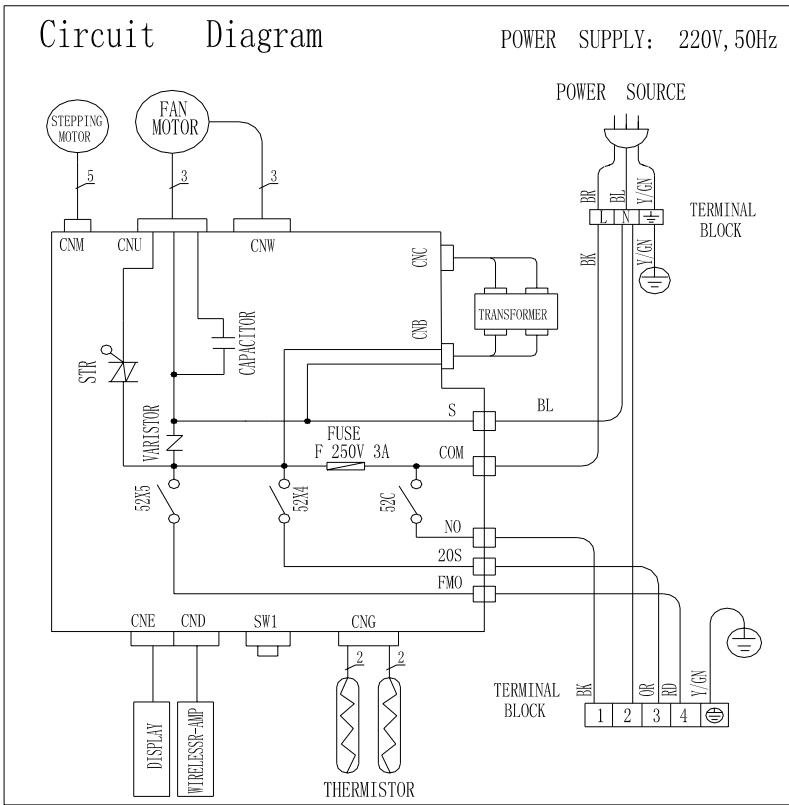 Circuit Diagram
POWER SUPPLY: 220V, 50Hz
POWER SOURCE
STEPPING
MOTOR
FAN
MOTOR
5
3
3
BR
BL
Y/GN
L
N
TERMINAL
BLOCK
BK
Y/GN
CNM
CNU
CNW
CNC
TRANSFORMER
CNB
STR
CAPACITOR
VARISTOR
S
BL
FUSE
F 250V 3A
COM
52X5
52X4
52C
NO
20S
FMO
CNE
CND
SW1
CNG
2
2
DISPLAY
WIRELESSR-AMP
THERMISTOR
TERMINAL
BLOCK
BK
OR
RD
Y/GN
1
2
3
4